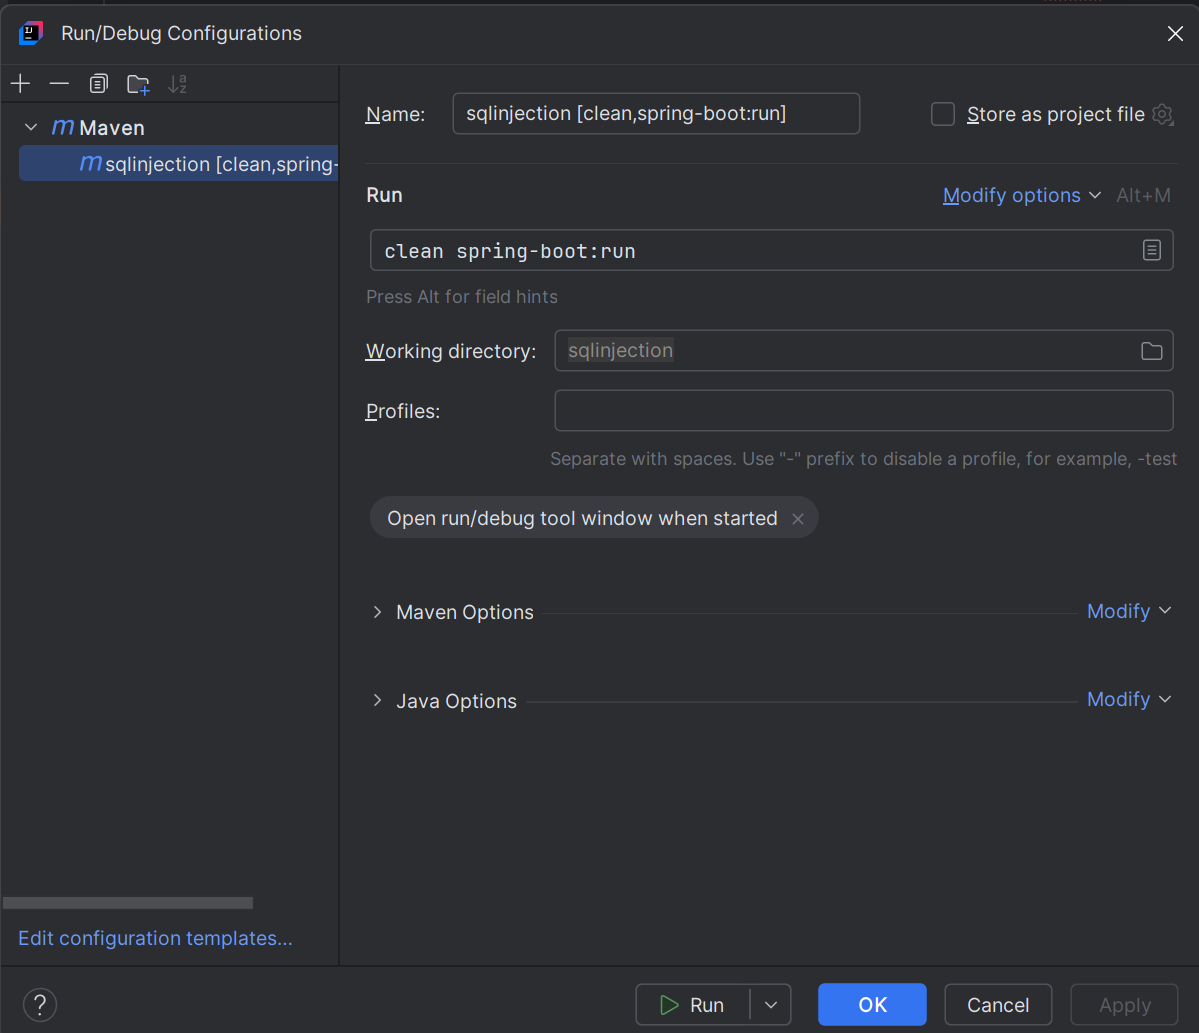 Run/Debug Configurations
Maven
sqlinjection [clean,spring-
Edit configuration templates...
Name: sqlinjection [clean,spring-boot:run] Store as project file
Run Modify options Alt+M
clean spring-boot:run
Press Alt for field hints
Working directory: sqlinjection
Profiles:
Separate with spaces. Use "-" prefix to disable a profile, for example, -test
Open run/debug tool window when started
Maven Options Modify
Java Options Modify
? Run OK Cancel Apply